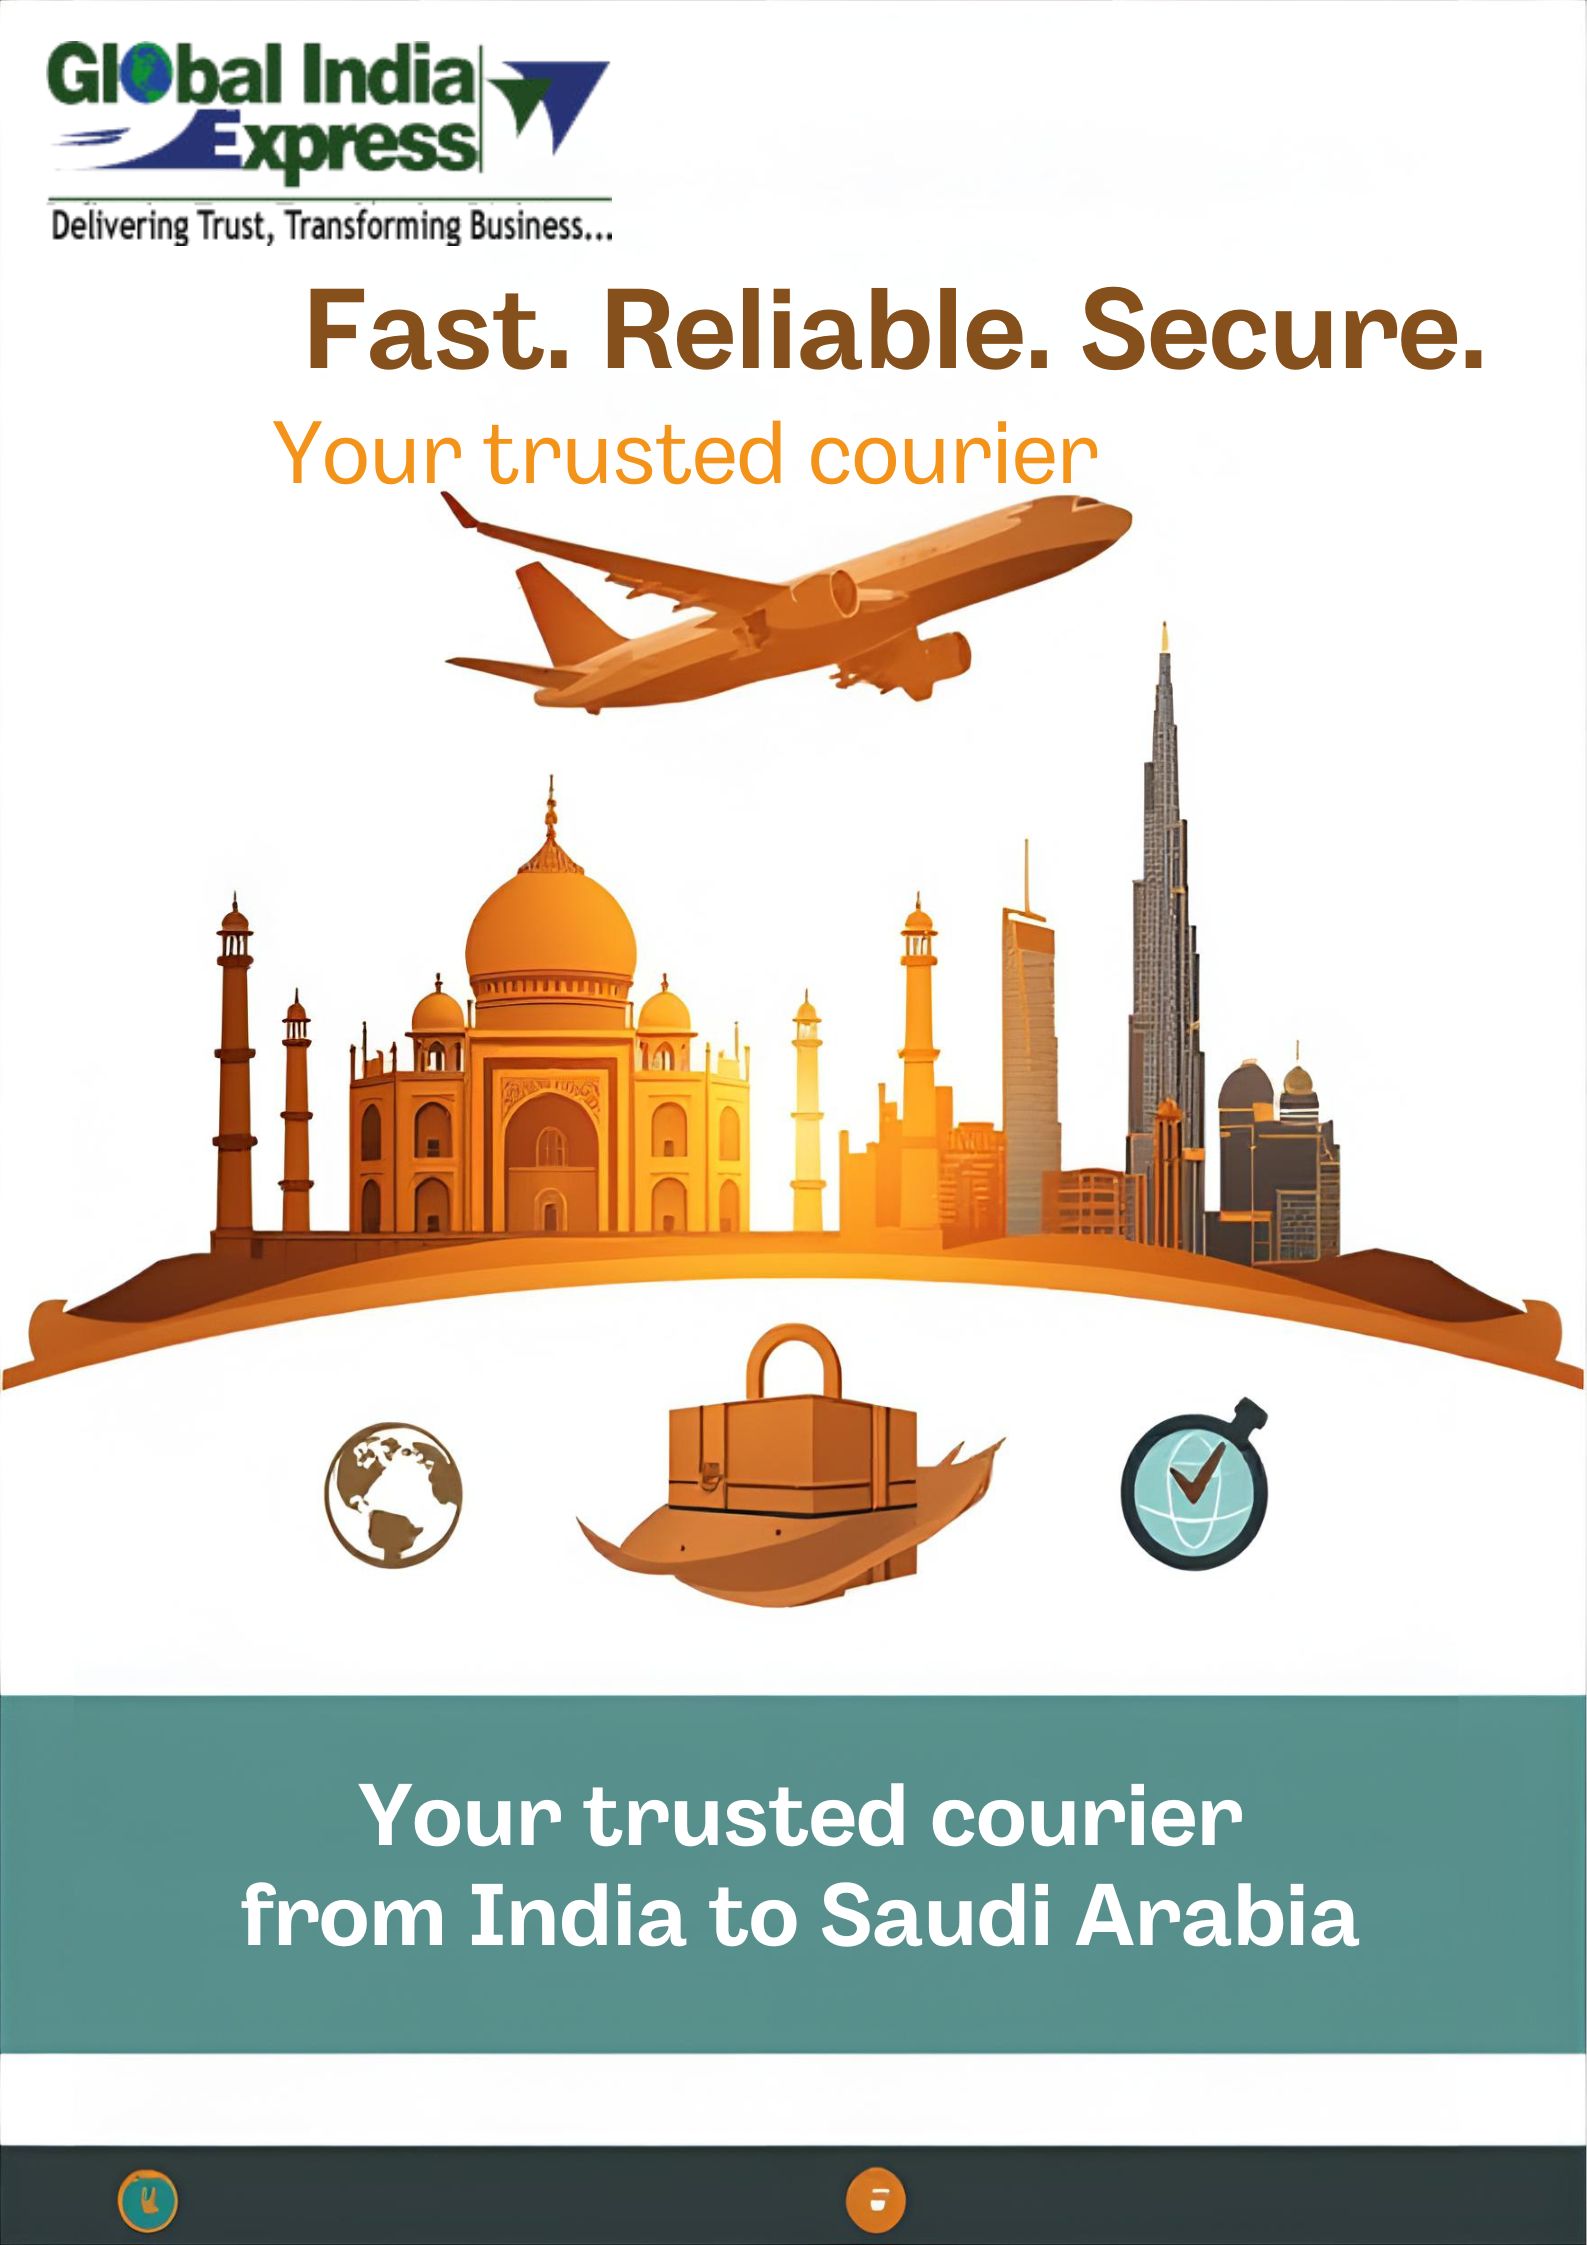 Global India
Express
Delivering Trust, Transforming Business...
Fast. Reliable. Secure.
Your trusted courier
Your trusted courier
from India to Saudi Arabia